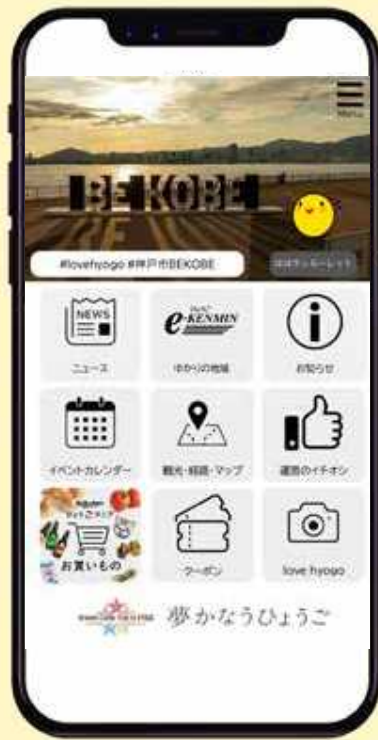 Menu
BE KOBE
#lovehyogo #神戸市BEKOBE
NEWS
ニュース
e-KENMIN
ゆかりの地域
お知らせ
イベントカレンダー
観光・経路・マップ
運営のイチオシ
Rakuten
お買いもの
クーポン
love hyogo
夢かなうひょうご